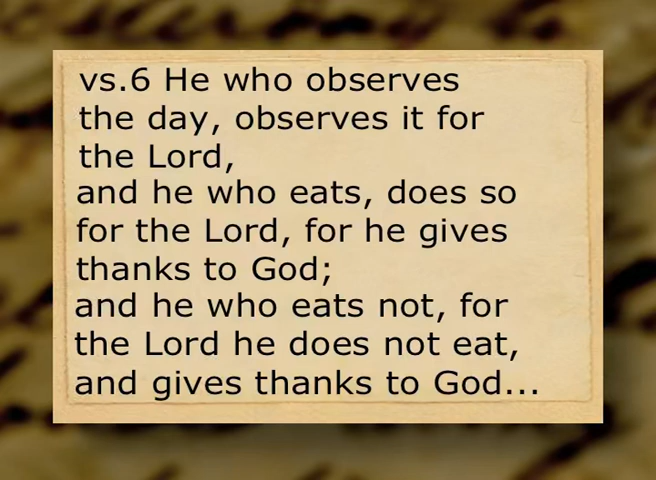 vs.6 He who observes
the day, observes it for
the Lord,
and he who eats, does so
for the Lord, for he gives
thanks to God;
and he who eats not, for
the Lord he does not eat,
and gives thanks to God...